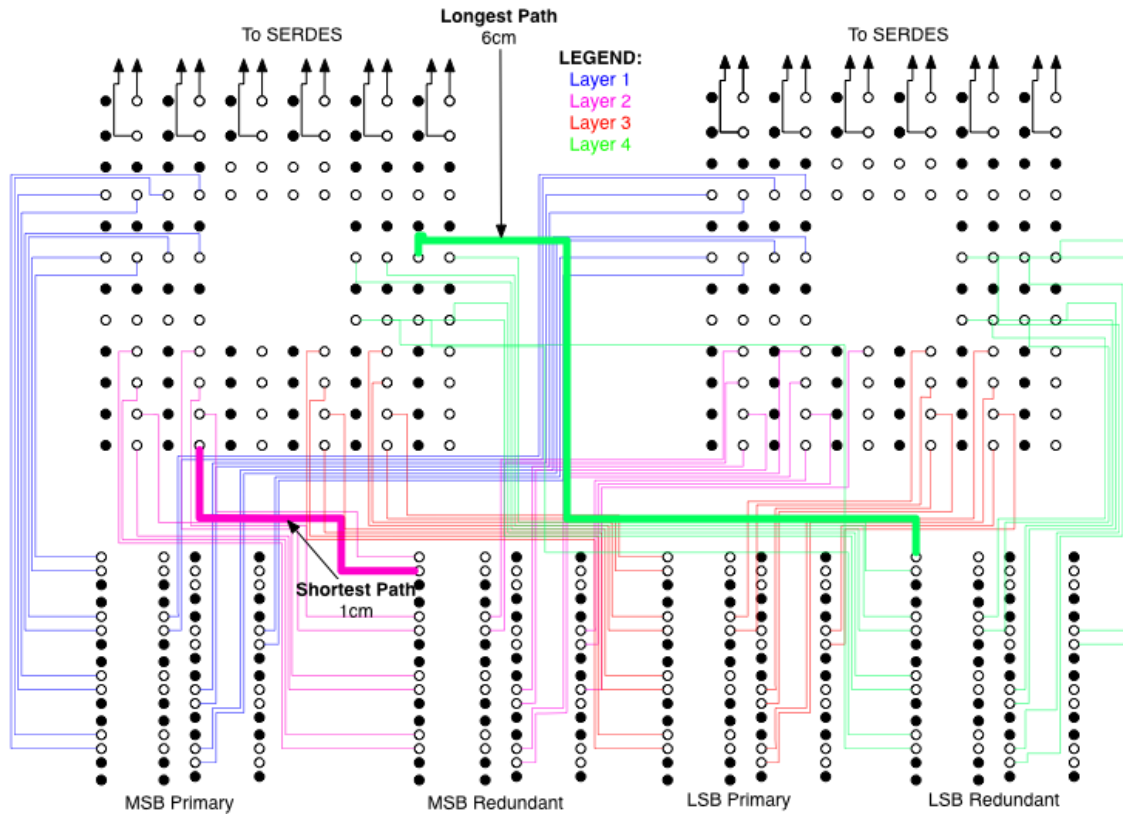 Longest Path
6cm
To SERDES
To SERDES
LEGEND:
Layer 1
Layer 2
Layer 3
Layer 4
Shortest Path
1cm
MSB Primary
MSB Redundant
LSB Primary
LSB Redundant